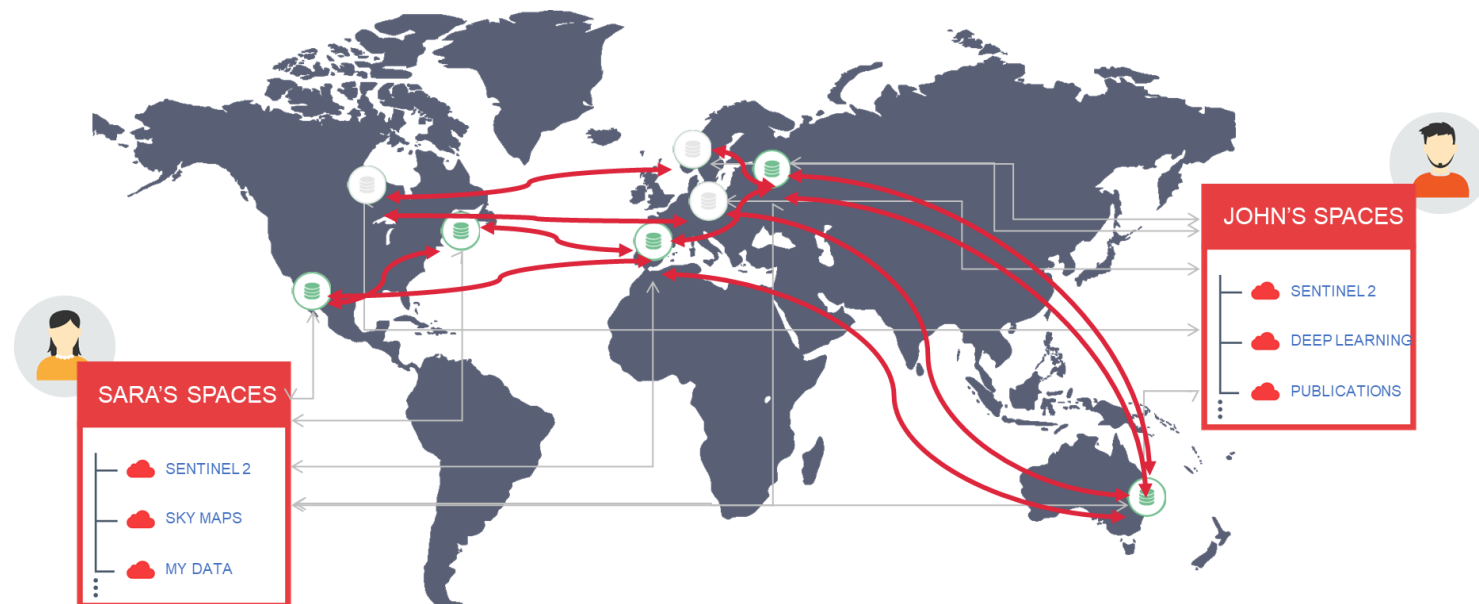 JOHN'S SPACES
SENTINEL 2
DEEP LEARNING
PUBLICATIONS
SARA'S SPACES
SENTINEL 2
SKY MAPS
MY DATA